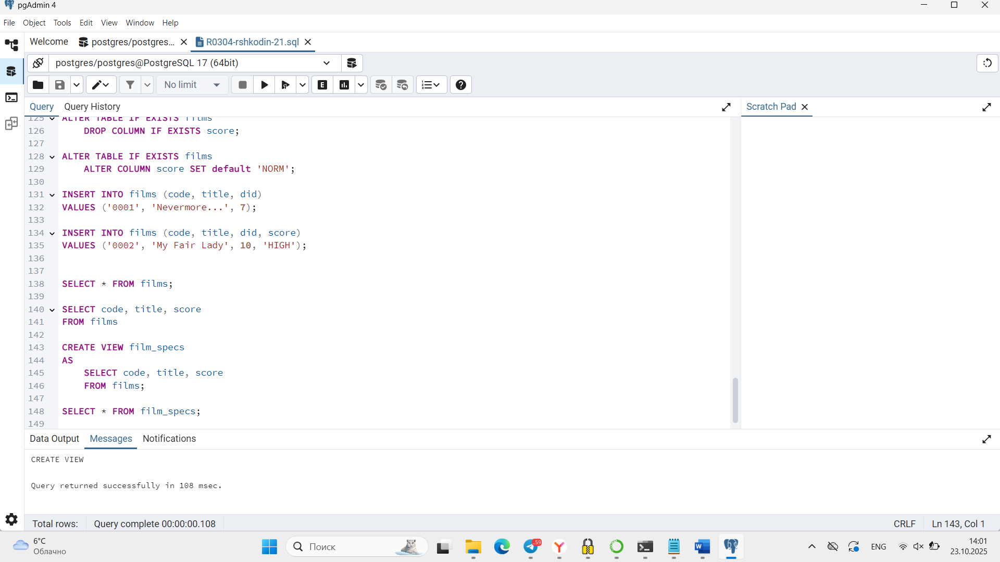 pgAdmin 4
File Object Tools Edit View Window Help
Welcome postgres/postgres... R0304-rshkodin-21.sql
postgres/postgres@PostgreSQL 17 (64bit)
No limit
Query Query History Scratch Pad
125 ALTER TABLE IF EXISTS films
126 DROP COLUMN IF EXISTS score;
127
128 ALTER TABLE IF EXISTS films
129 ALTER COLUMN score SET default 'NORM';
130
131 INSERT INTO films (code, title, did)
132 VALUES ('0001', 'Nevermore...', 7);
133
134 INSERT INTO films (code, title, did, score)
135 VALUES ('0002', 'My Fair Lady', 10, 'HIGH');
136
137
138 SELECT * FROM films;
139
140 SELECT code, title, score
141 FROM films
142
143 CREATE VIEW film_specs
144 AS
145 SELECT code, title, score
146 FROM films;
147
148 SELECT * FROM film_specs;
149
Data Output Messages Notifications
CREATE VIEW
Query returned successfully in 108 msec.
Total rows: Query complete 00:00:00.108 CRLF Ln 143, Col 1
6°C
Облачно
Поиск
..59
ENG
14:01
23.10.2025